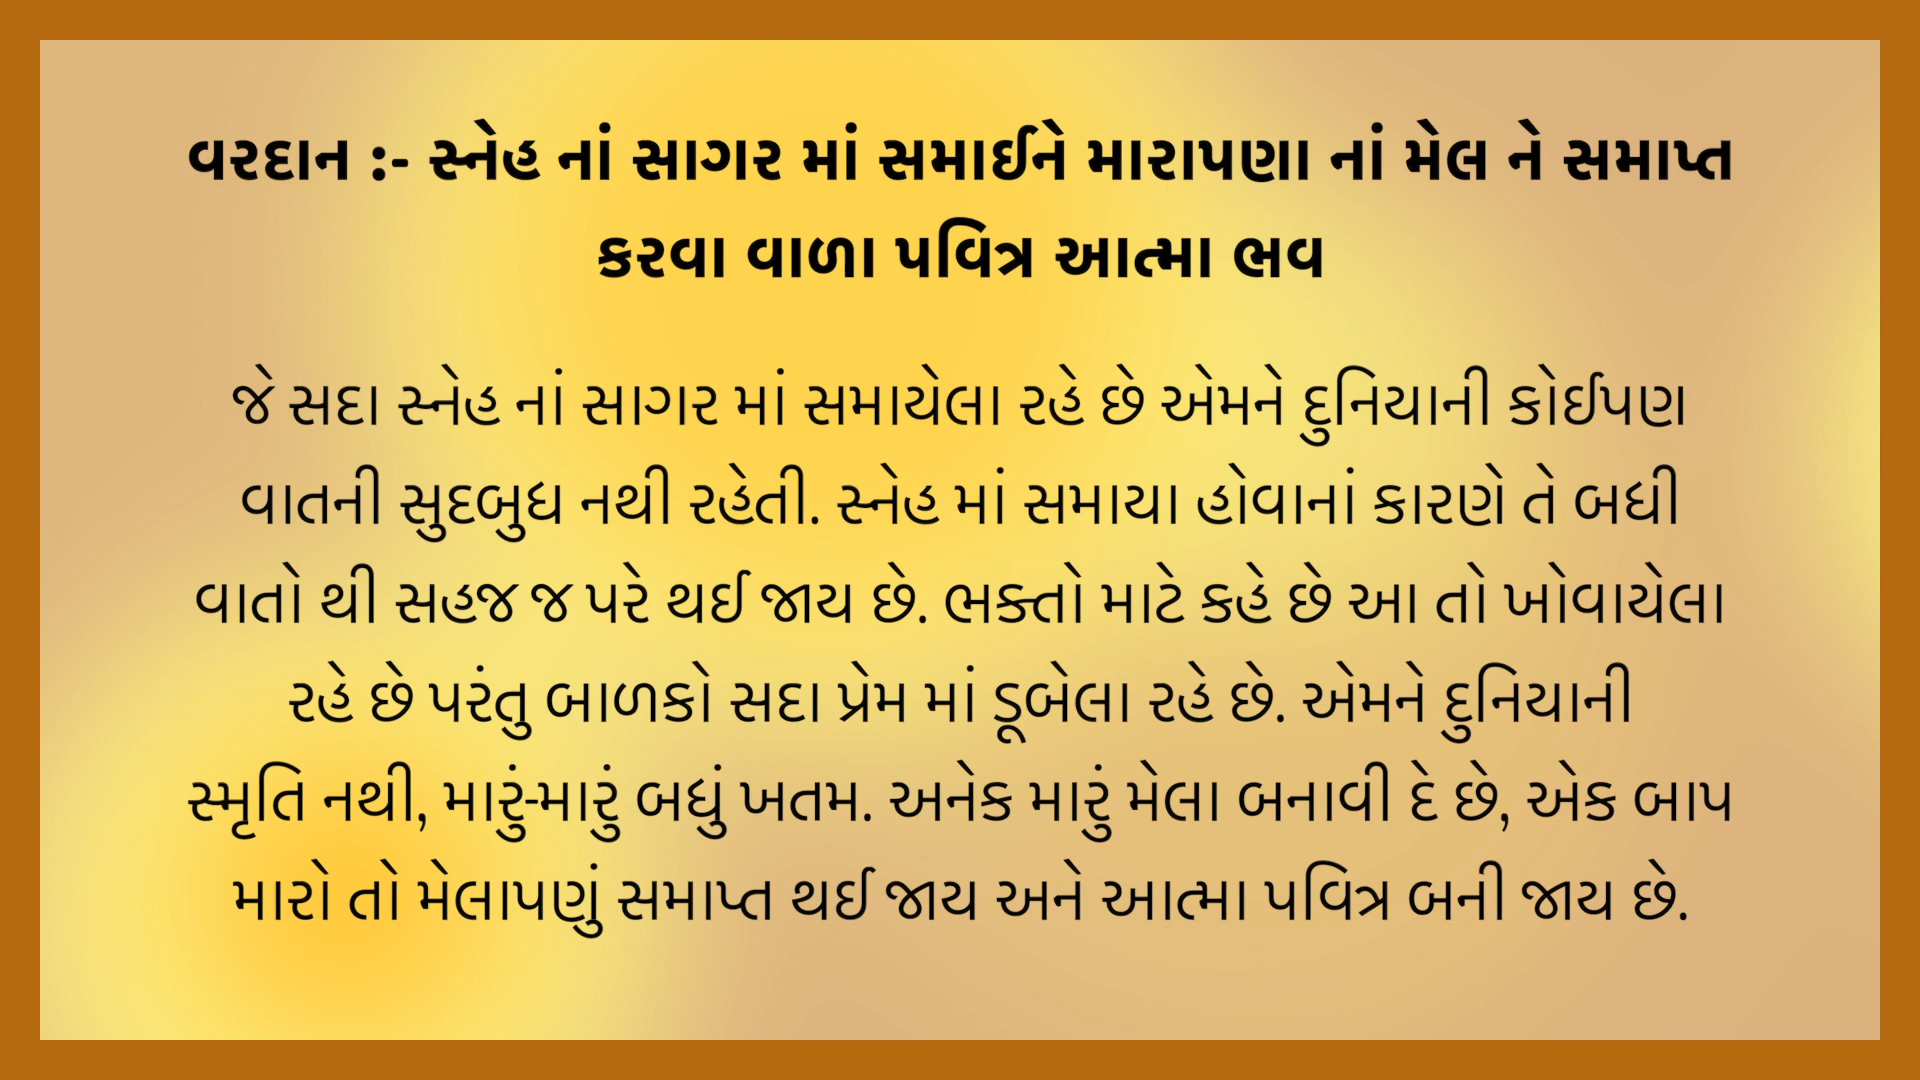 વરદાન :- સ્નેહ નાં સાગર માં સમાઈને મારાપણા નાં મેલ ને સમાપ્ત
કરવા વાળા પવિત્ર આત્મા ભવ
જે સદા સ્નેહ નાં સાગર માં સમાયેલા રહે છે એમને દુનિયાની કોઈપણ
વાતની સુદબુધ નથી રહેતી. સ્નેહ માં સમાયા હોવાનાં કારણે તે બધી
વાતો થી સહજ જ પરે થઈ જાય છે. ભક્તો માટે કહે છે આ તો ખોવાયેલા
રહે છે પરંતુ બાળકો સદા પ્રેમ માં ડૂબેલા રહે છે. એમને દુનિયાની
સ્મૃતિ નથી, મારું-મારું બધું ખતમ. અનેક મારું મેલા બનાવી દે છે, એક બાપ
મારો તો મેલાપણું સમાપ્ત થઈ જાય અને આત્મા પવિત્ર બની જાય છે.